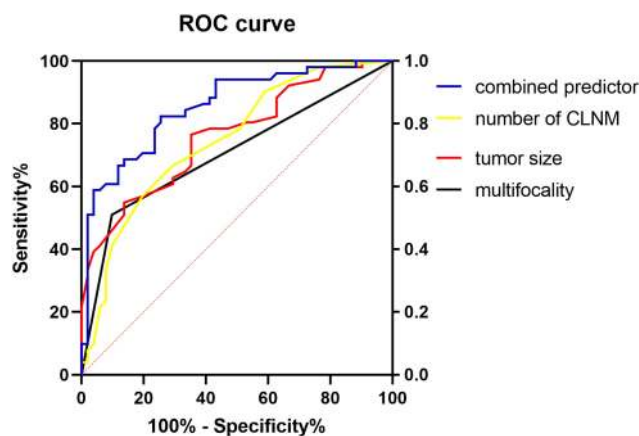 ROC curve
Sensitivity%
100
80
60
40
20
0
1.0
0.8
0.6
0.4
0.2
0.0
0 20 40 60 80 100
100% - Specificity%
combined predictor
number of CLNM
tumor size
multifocality